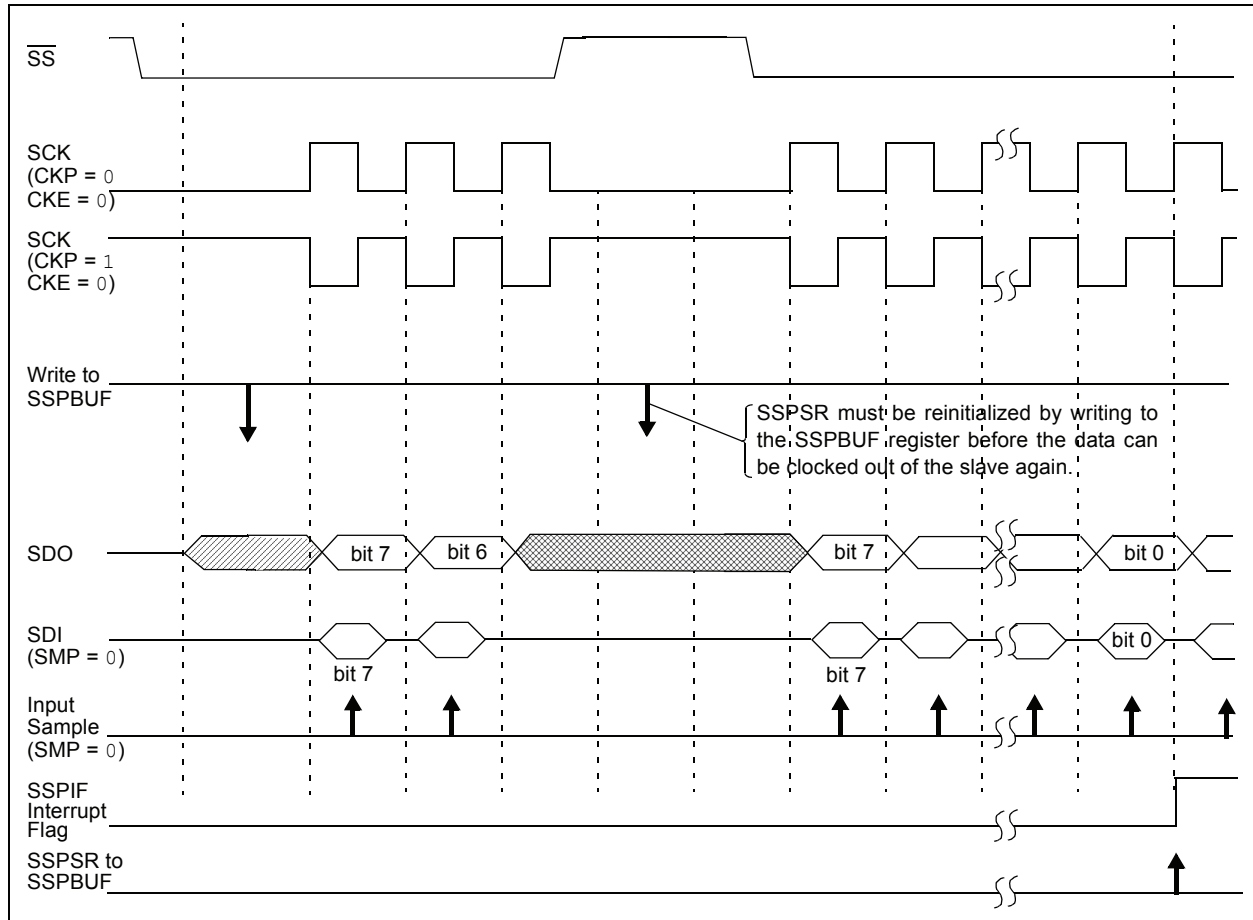 SS
SCK
(CKP = 0
CKE = 0)
SCK
(CKP = 1
CKE = 0)
Write to
SSPBUF
SSPSR must be reinitialized by writing to
the SSPBUF register before the data can
be clocked out of the slave again.
SDO
bit 7
bit 6
bit 7
bit 0
SDI
(SMP = 0)
bit 7
bit 7
bit 0
Input
Sample
(SMP = 0)
SSPIF
Interrupt
Flag
SSPSR to
SSPBUF